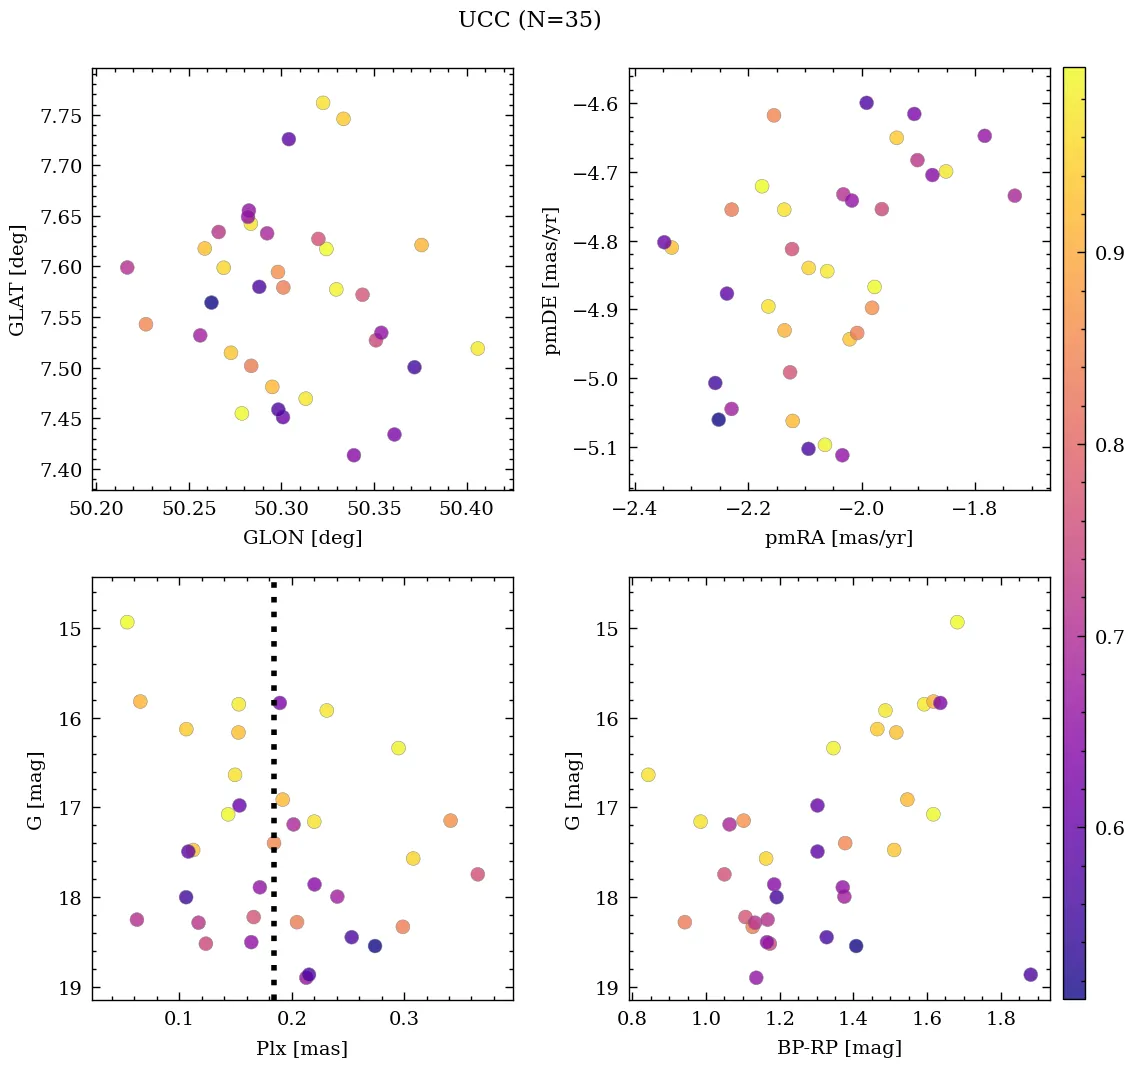 UCC (N=35)
7.75
7.70
7.65
7.60
7.55
7.50
7.45
7.40
GLAT [deg]
50.20 50.25 50.30 50.35 50.40
GLON [deg]
−4.6
−4.7
−4.8
−4.9
−5.0
−5.1
pmDE [mas/yr]
−2.4 −2.2 −2.0 −1.8
pmRA [mas/yr]
15
16
17
18
19
G [mag]
0.1 0.2 0.3
Plx [mas]
15
16
17
18
19
G [mag]
0.8 1.0 1.2 1.4 1.6 1.8
BP-RP [mag]
0.9
0.8
0.7
0.6